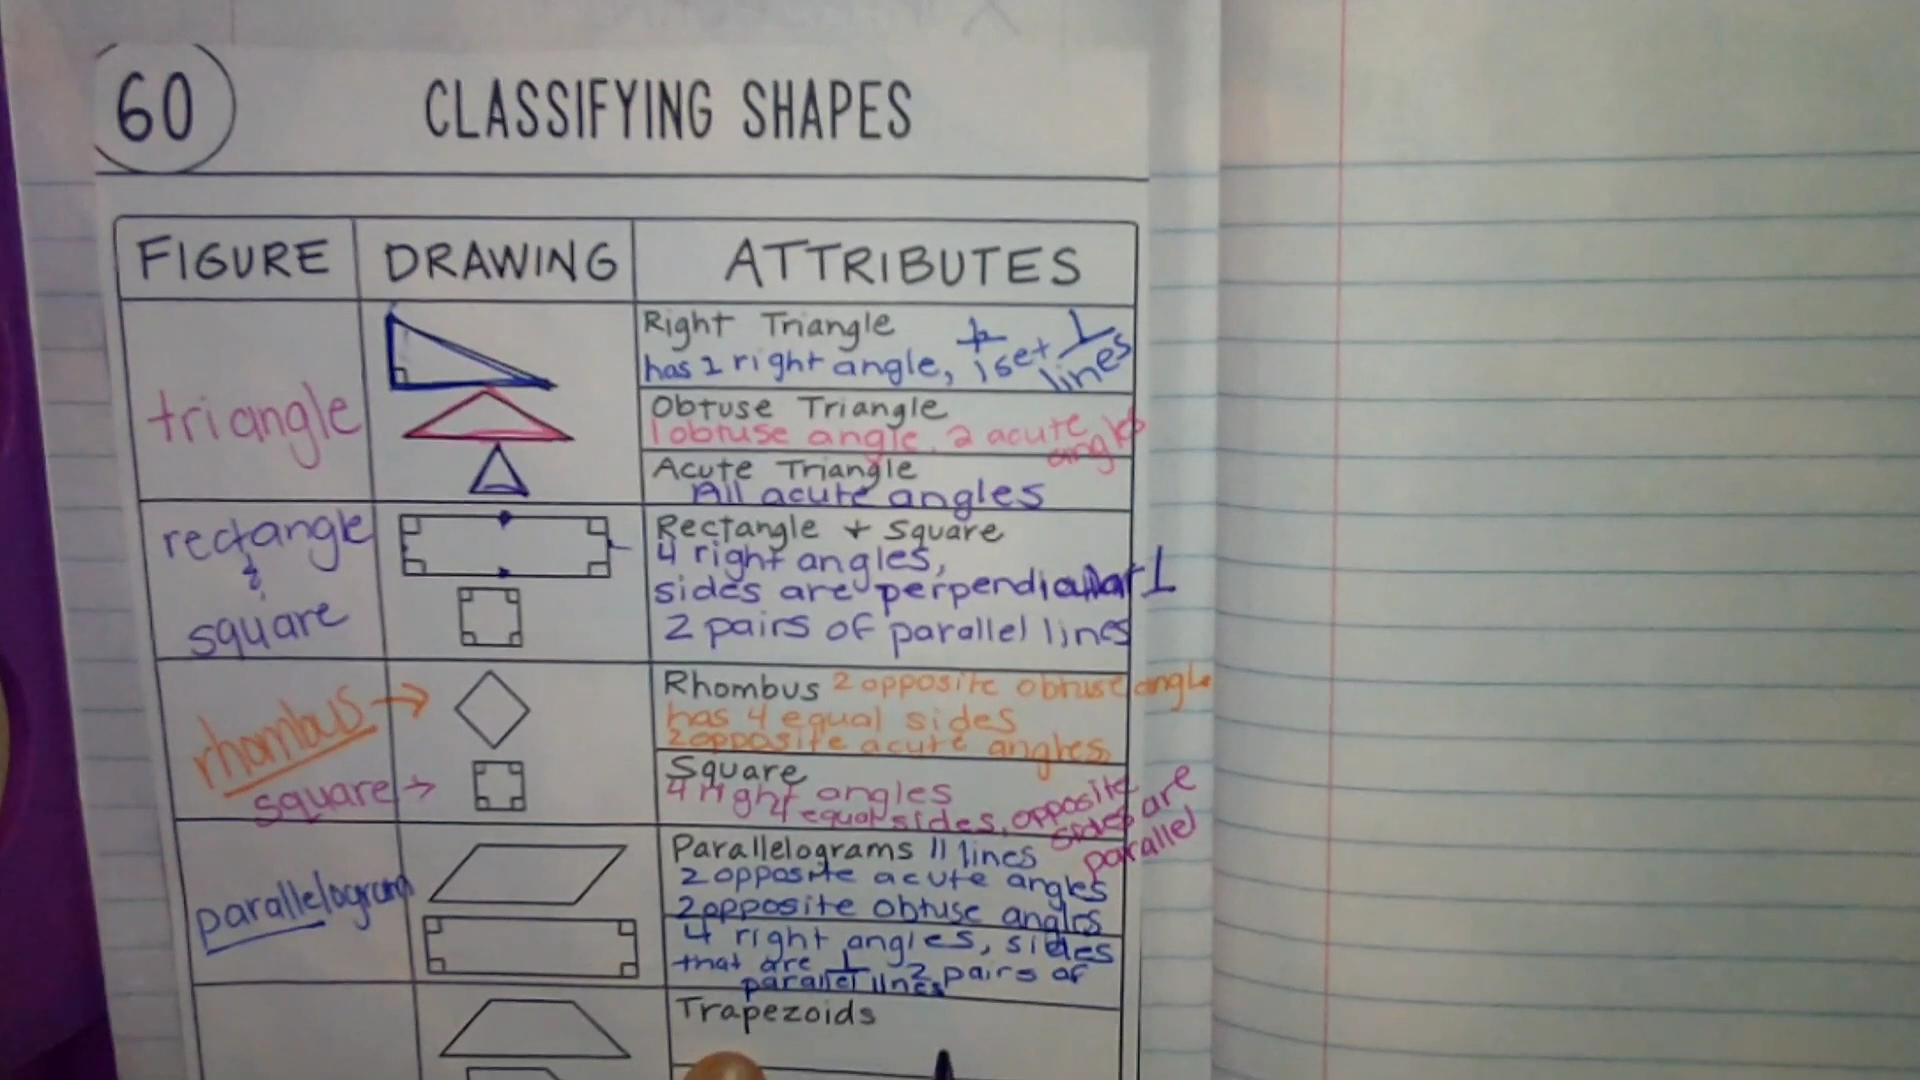 60
CLASSIFYING SHAPES
FIGURE
DRAWING
ATTRIBUTES
triangle
Right Triangle
has 1 right angle, 1 set ⊥
lines
Obtuse Triangle
1 obtuse angle, 2 acute
angles
Acute Triangle
All acute angles
rectangle
&
square
Rectangle + Square
4 right angles,
sides are perpendicular ⊥
2 pairs of parallel lines
rhombus →
Rhombus 2 opposite obtuse angle
has 4 equal sides
2 opposite acute angles
square →
Square
4 right angles
4 equal sides, opposite
sides are
parallel
parallelogram
Parallelograms || lines
2 opposite acute angles
2 opposite obtuse angles
4 right angles, sides
that are ⊥ 2 pairs of
parallel lines
Trapezoids